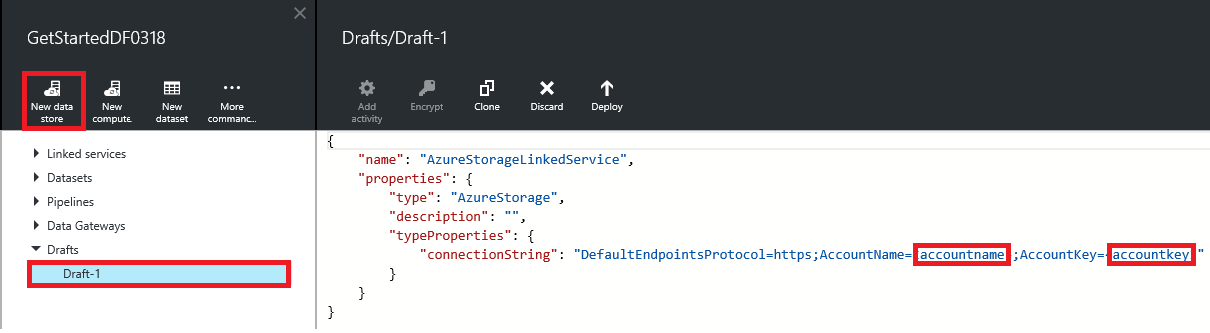 GetStartedDF0318
New data store
New compute.
New dataset
More commanc...
Linked services
Datasets
Pipelines
Data Gateways
Drafts
Draft-1
Drafts/Draft-1
Add activity
Encrypt
Clone
Discard
Deploy
{
"name": "AzureStorageLinkedService",
"properties": {
"type": "AzureStorage",
"description": "",
"typeProperties": {
"connectionString": "DefaultEndpointsProtocol=https;AccountName=accountname;AccountKey=accountkey"
}
}
}